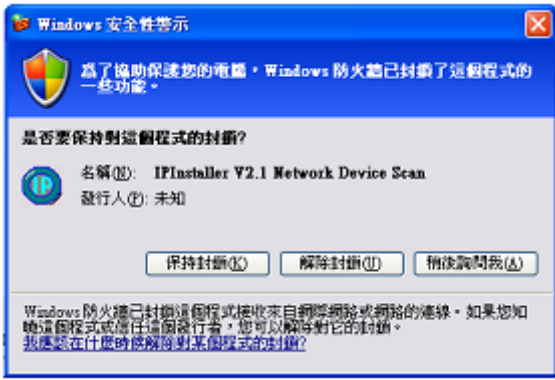 Windows 安全性警示
為了協助保護您的電腦，Windows 防火牆已封鎖了這個程式的
一些功能。
是否要保持對這個程式的封鎖?
IP
名稱(N): IPInstaller V2.1 Network Device Scan
發行人(P): 未知
保持封鎖(K) 解除封鎖(U) 稍後詢問我(A)
Windows 防火牆已封鎖這個程式接收來自網際網路或網路的連線。如果您知
曉這個程式或信任這個發行者，您可以解除對它的封鎖。
我應該在什麼時候解除對某個程式的封鎖?